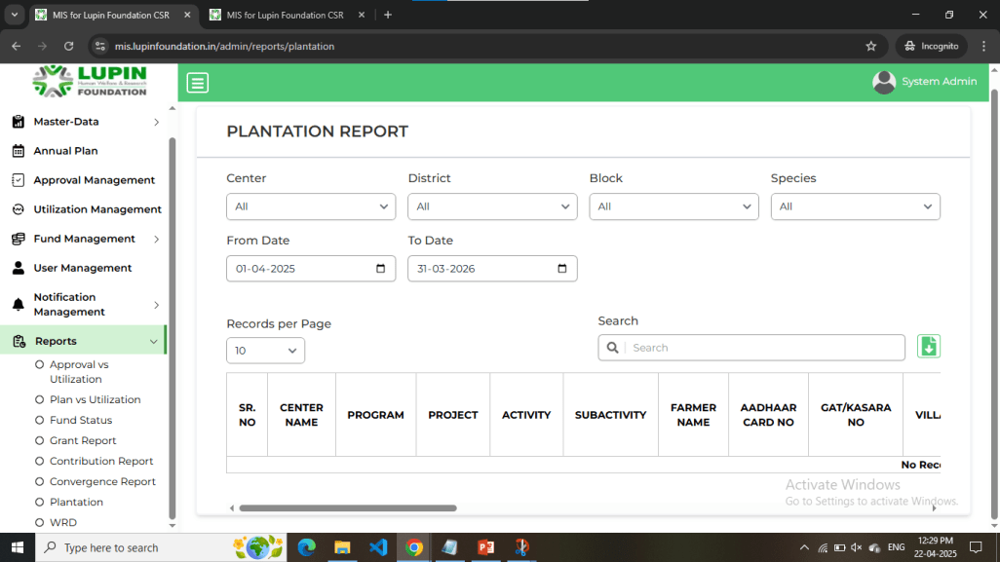 MIS for Lupin Foundation CSR
MIS for Lupin Foundation CSR
mis.lupinfoundation.in/admin/reports/plantation
Incognito
LUPIN
Human Welfare & Research
FOUNDATION
System Admin
Master-Data
Annual Plan
Approval Management
Utilization Management
Fund Management
User Management
Notification
Management
Reports
Approval vs
Utilization
Plan vs Utilization
Fund Status
Grant Report
Contribution Report
Convergence Report
Plantation
WRD
PLANTATION REPORT
Center District Block Species
All All All All
From Date To Date
01-04-2025 31-03-2026
Records per Page Search
10 Search
SR. NO CENTER NAME PROGRAM PROJECT ACTIVITY SUBACTIVITY FARMER NAME AADHAAR CARD NO GAT/KASARA NO VILLA
No Reco
Activate Windows
Go to Settings to activate Windows.
Type here to search
ENG
12:29 PM
22-04-2025